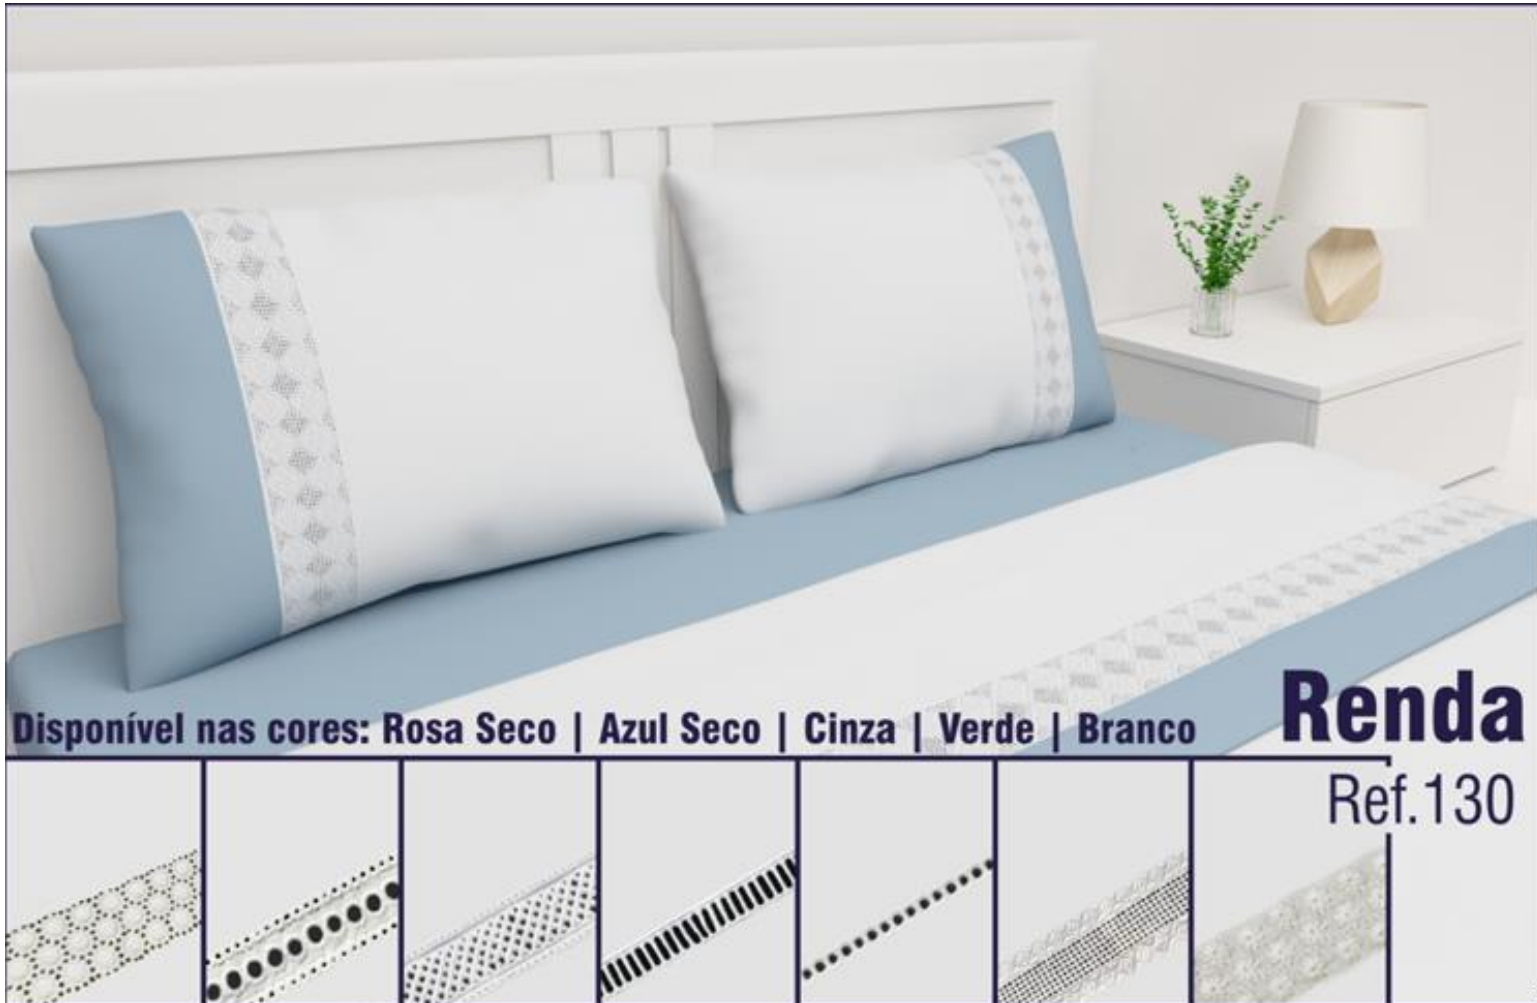 Disponível nas cores: Rosa Seco | Azul Seco | Cinza | Verde | Branco
Renda
Ref.130